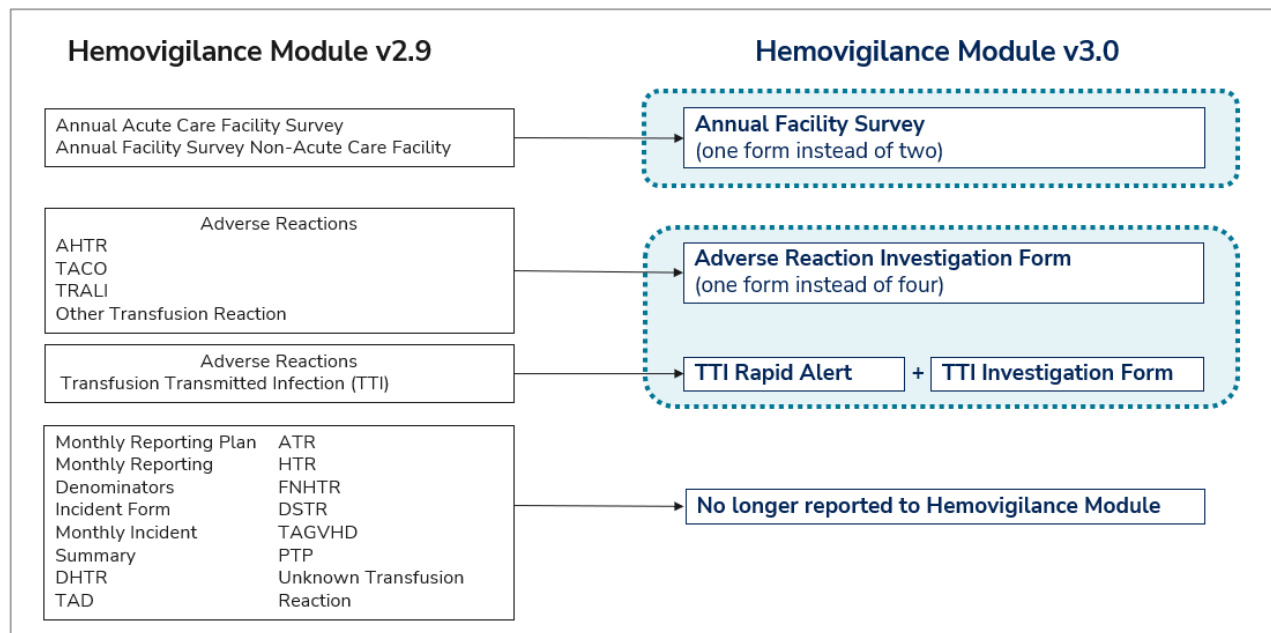 Hemovigilance Module v2.9
Hemovigilance Module v3.0
Annual Acute Care Facility Survey
Annual Facility Survey Non-Acute Care Facility
Annual Facility Survey
(one form instead of two)
Adverse Reactions
AHTR
TACO
TRALI
Other Transfusion Reaction
Adverse Reaction Investigation Form
(one form instead of four)
Adverse Reactions
Transfusion Transmitted Infection (TTI)
TTI Rapid Alert
+
TTI Investigation Form
Monthly Reporting Plan
Monthly Reporting
Denominators
Incident Form
Monthly Incident
Summary
DHTR
TAD
ATR
HTR
FNHTR
DSTR
TAGVHD
PTP
Unknown Transfusion
Reaction
No longer reported to Hemovigilance Module